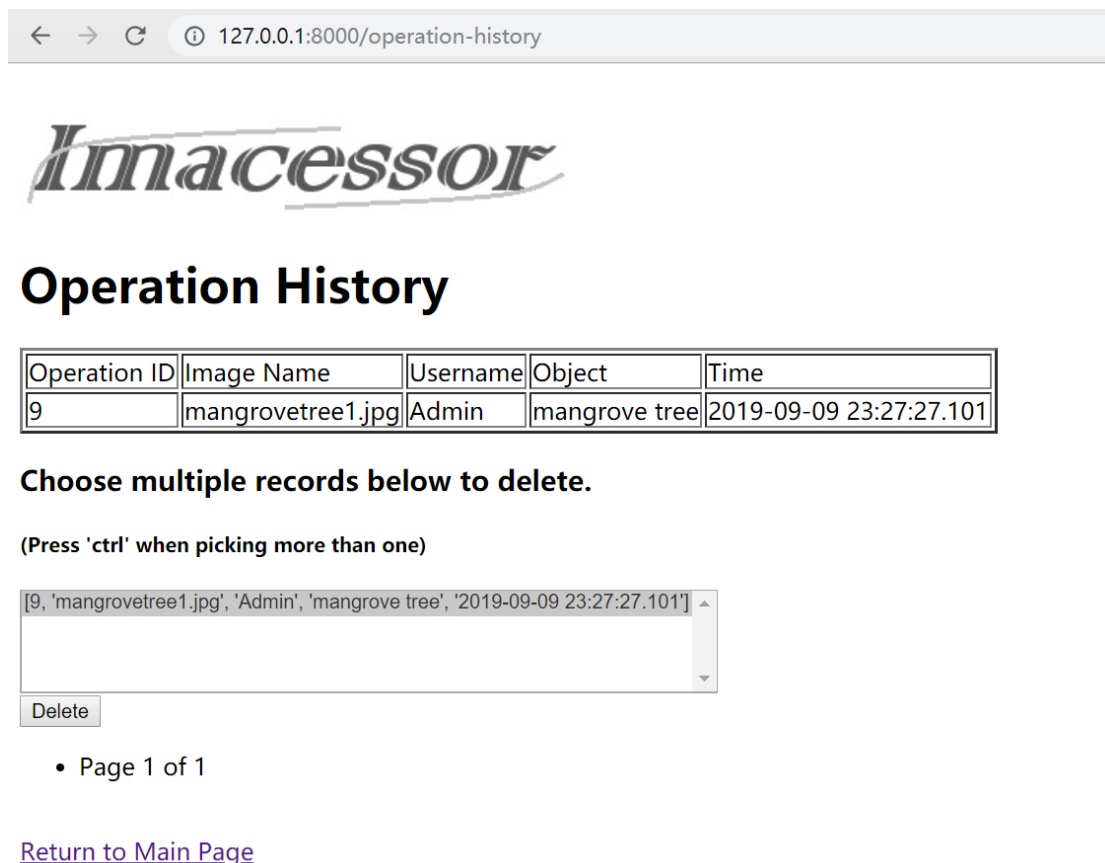 127.0.0.1:8000/operation-history
Imacessor
Operation History
Operation ID Image Name Username Object Time
9 mangrovetree1.jpg Admin mangrove tree 2019-09-09 23:27:27.101
Choose multiple records below to delete.
(Press 'ctrl' when picking more than one)
[9, 'mangrovetree1.jpg', 'Admin', 'mangrove tree', '2019-09-09 23:27:27.101']
Delete
• Page 1 of 1
Return to Main Page